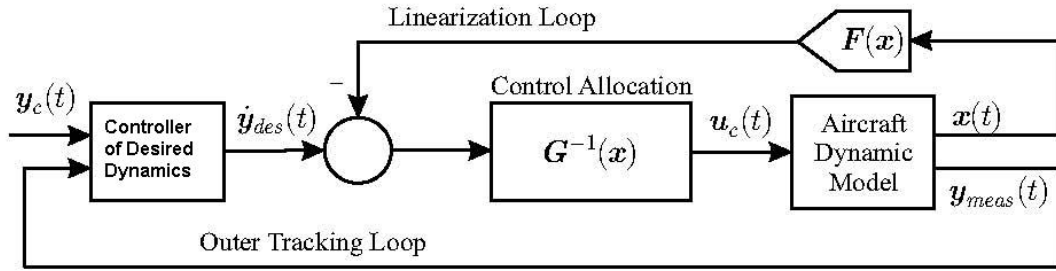 Linearization Loop
F(x)
−
Control Allocation
y_c(t)
Controller
of Desired
Dynamics
ẏ_des(t)
G⁻¹(x)
u_c(t)
Aircraft
Dynamic
Model
x(t)
y_meas(t)
Outer Tracking Loop